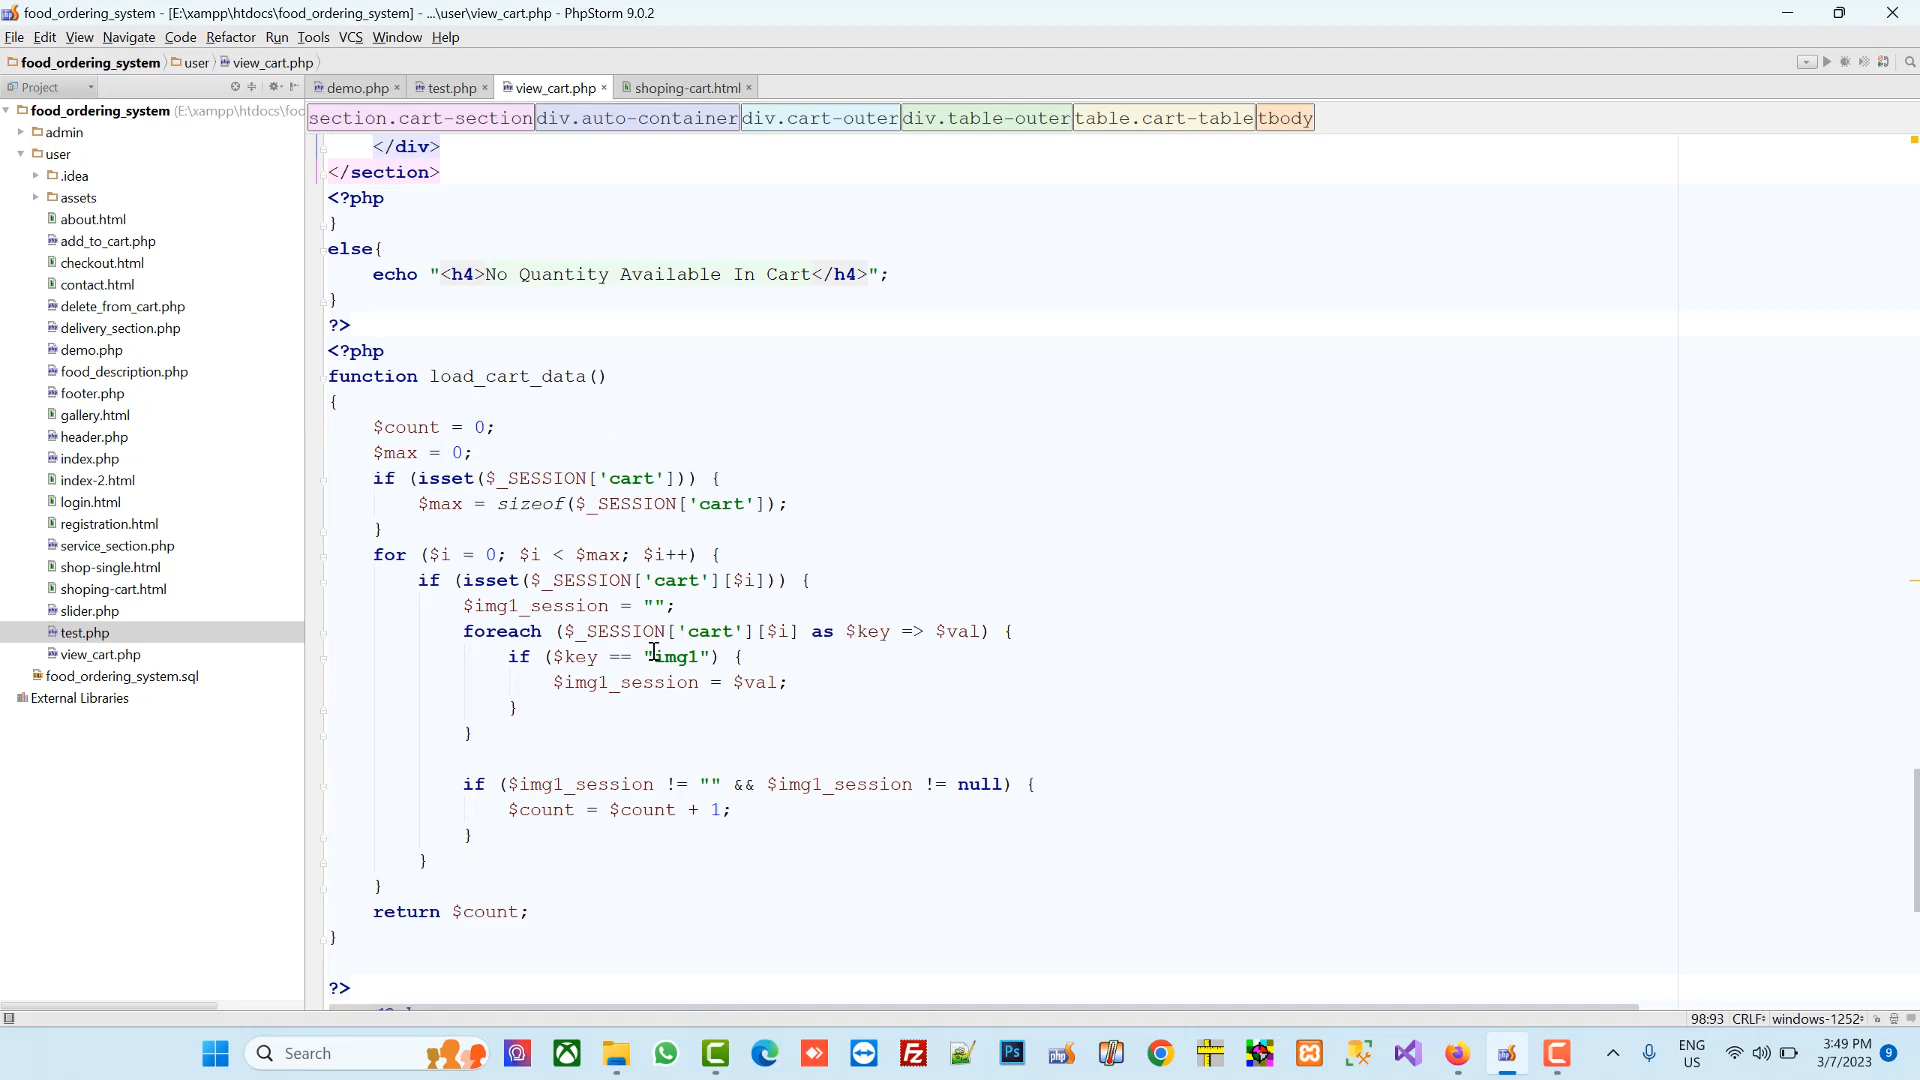 food_ordering_system - [E:\xampp\htdocs\food_ordering_system] - ...\user\view_cart.php - PhpStorm 9.0.2
File Edit View Navigate Code Refactor Run Tools VCS Window Help
food_ordering_system user view_cart.php
Project
demo.php test.php view_cart.php shoping-cart.html
food_ordering_system (E:\xampp\htdocs\foo
admin
user
.idea
assets
about.html
add_to_cart.php
checkout.html
contact.html
delete_from_cart.php
delivery_section.php
demo.php
food_description.php
footer.php
gallery.html
header.php
index.php
index-2.html
login.html
registration.html
service_section.php
shop-single.html
shoping-cart.html
slider.php
test.php
view_cart.php
food_ordering_system.sql
External Libraries
section.cart-section div.auto-container div.cart-outer div.table-outer table.cart-table tbody
</div>
</section>
<?php
}
else{
echo "<h4>No Quantity Available In Cart</h4>";
}
?>
<?php
function load_cart_data()
{
$count = 0;
$max = 0;
if (isset($_SESSION['cart'])) {
$max = sizeof($_SESSION['cart']);
}
for ($i = 0; $i < $max; $i++) {
if (isset($_SESSION['cart'][$i])) {
$img1_session = "";
foreach ($_SESSION['cart'][$i] as $key => $val) {
if ($key == "img1") {
$img1_session = $val;
}
}
if ($img1_session != "" && $img1_session != null) {
$count = $count + 1;
}
}
}
return $count;
}
?>
98:93 CRLF windows-1252
Search
ENG
US
3:49 PM
3/7/2023
9